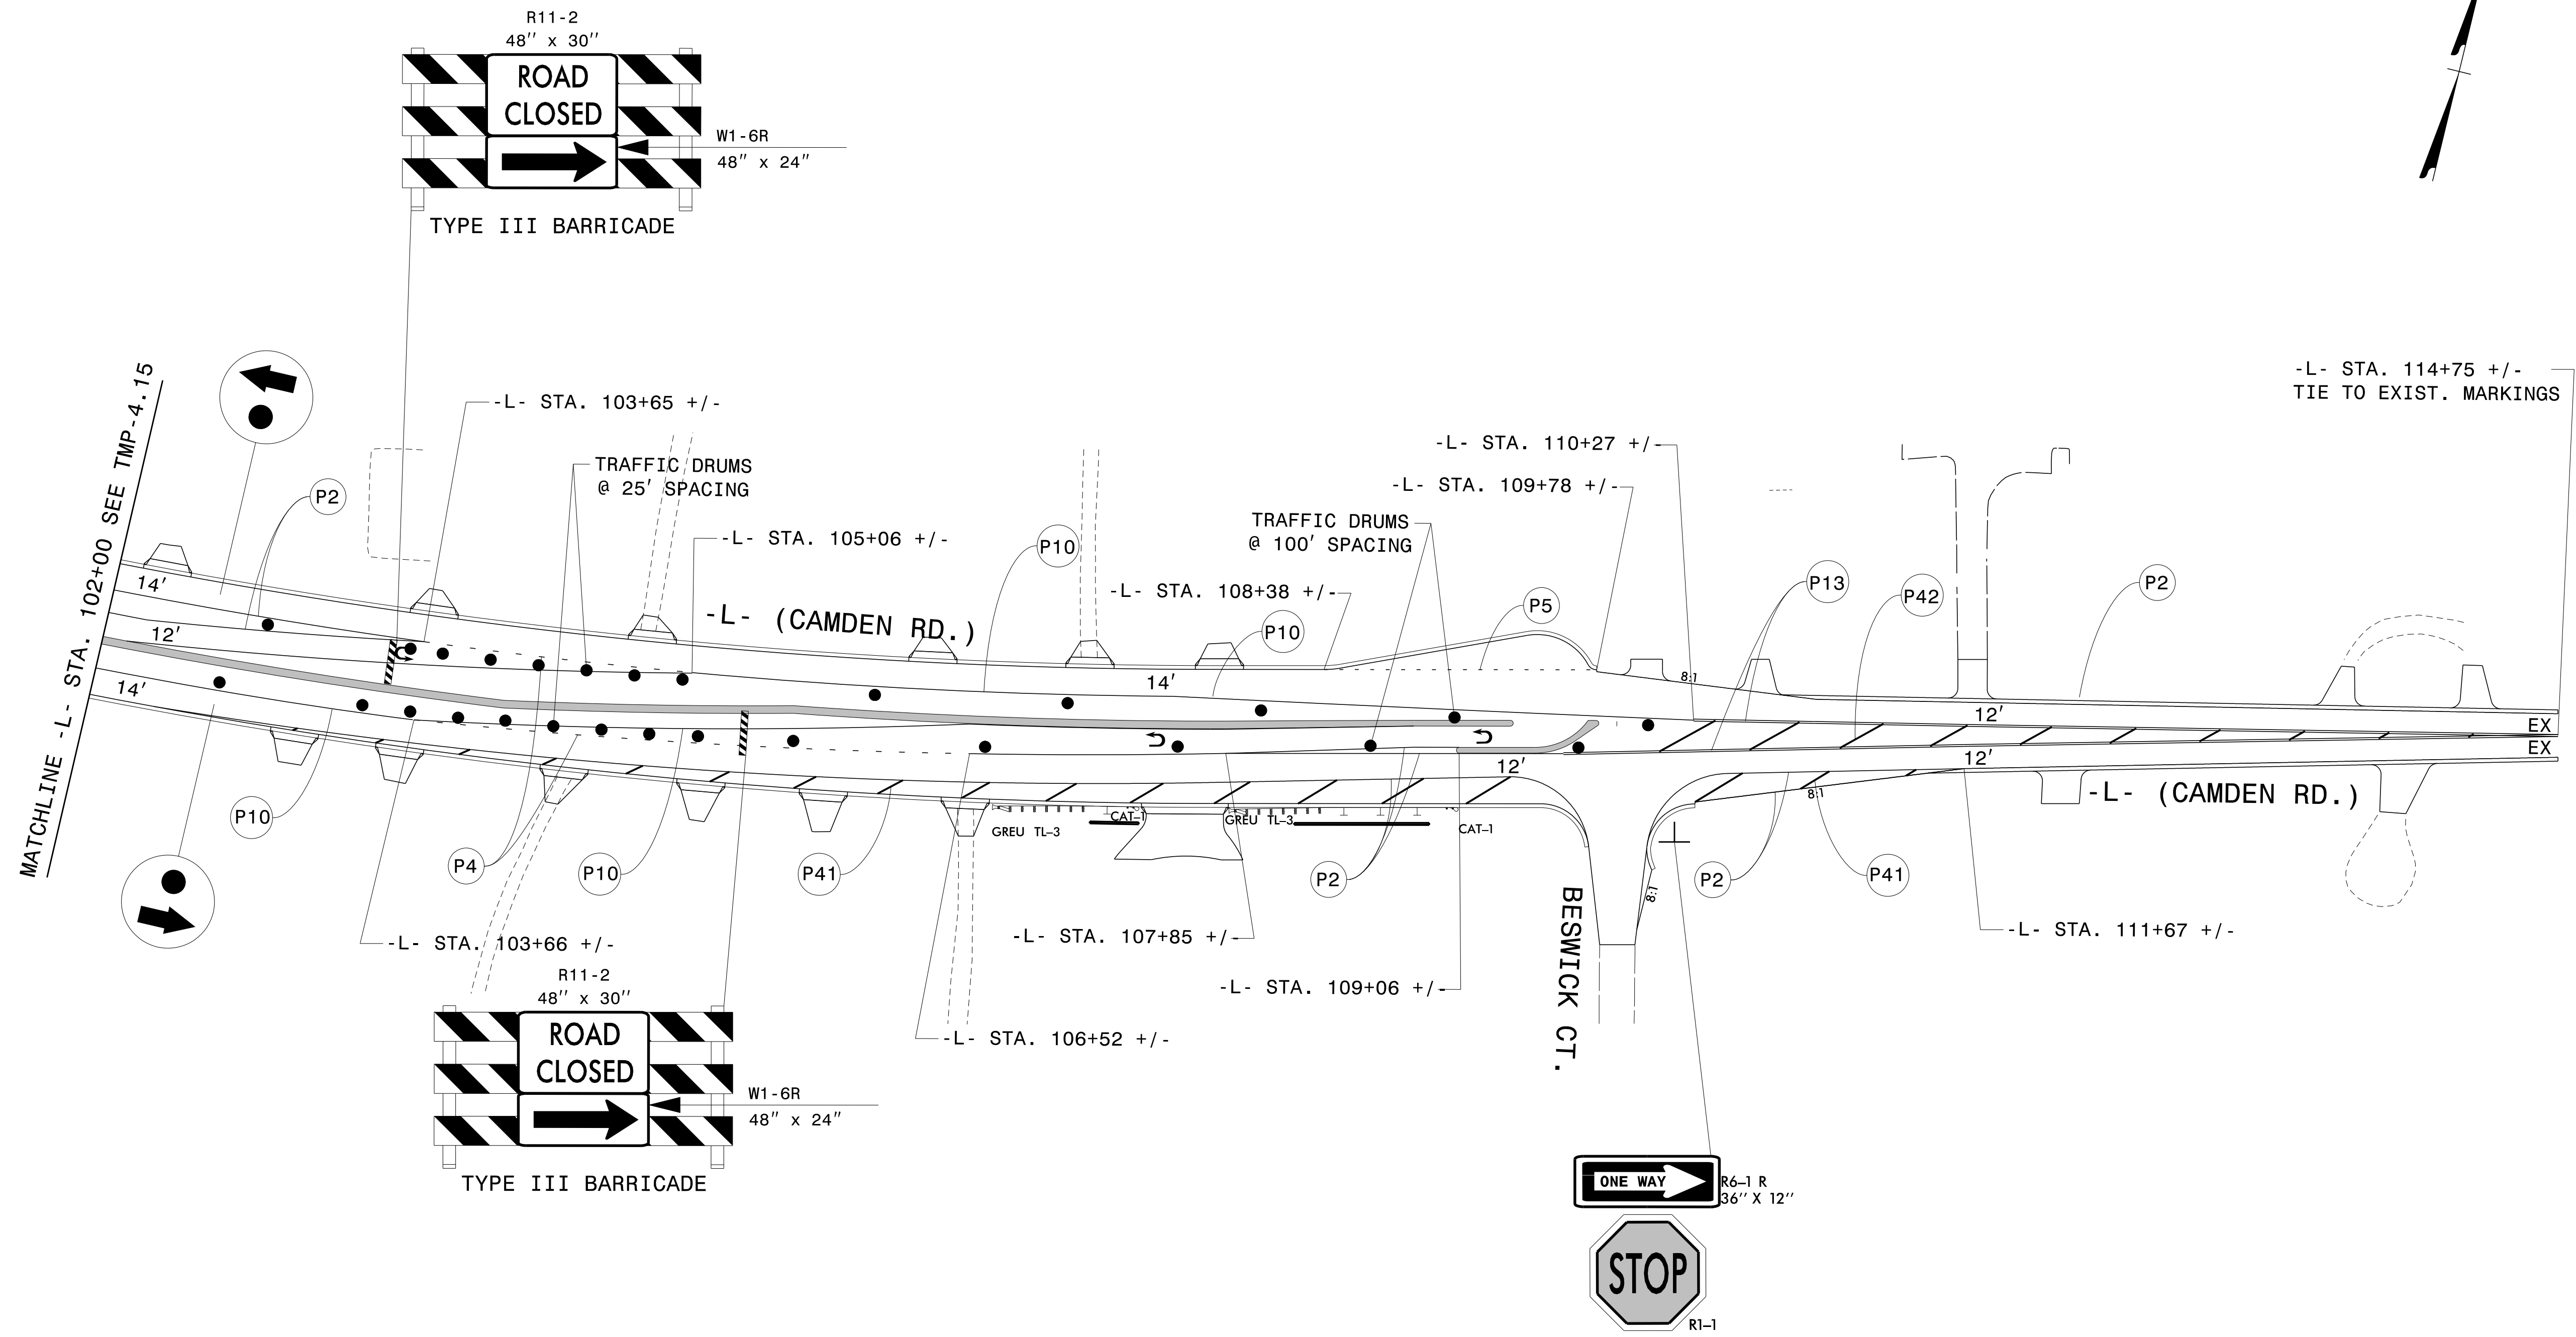 R11-2
48'' x 30''
ROAD
CLOSED
W1-6R
48" x 24"
TYPE III BARRICADE
MATCHLINE -L- STA. 102+00 SEE TMP-4.15
-L- STA. 103+65 +/-
-L- STA. 114+75 +/-
TIE TO EXIST. MARKINGS
-L- STA. 110+27 +/-
TRAFFIC DRUMS
@ 25' SPACING
-L- STA. 109+78 +/-
P2
TRAFFIC DRUMS
@ 100' SPACING
-L- STA. 105+06 +/-
P10
-L- STA. 108+38 +/-
P5
P13
P42
P2
14'
-L- (CAMDEN RD.)
P10
12'
14'
8:1
14'
12'
EX
EX
12'
12'
-L- (CAMDEN RD.)
8:1
GREU TL-3
CAT-1
GREU TL-3
CAT-1
P10
P4
P10
P41
P2
P2
P41
8:1
-L- STA. 103+66 +/-
-L- STA. 107+85 +/-
-L- STA. 111+67 +/-
BESWICK CT.
-L- STA. 109+06 +/-
-L- STA. 106+52 +/-
R11-2
48'' x 30''
ROAD
CLOSED
W1-6R
48" x 24"
TYPE III BARRICADE
ONE WAY
R6-1 R
36'' X 12''
STOP
R1-1